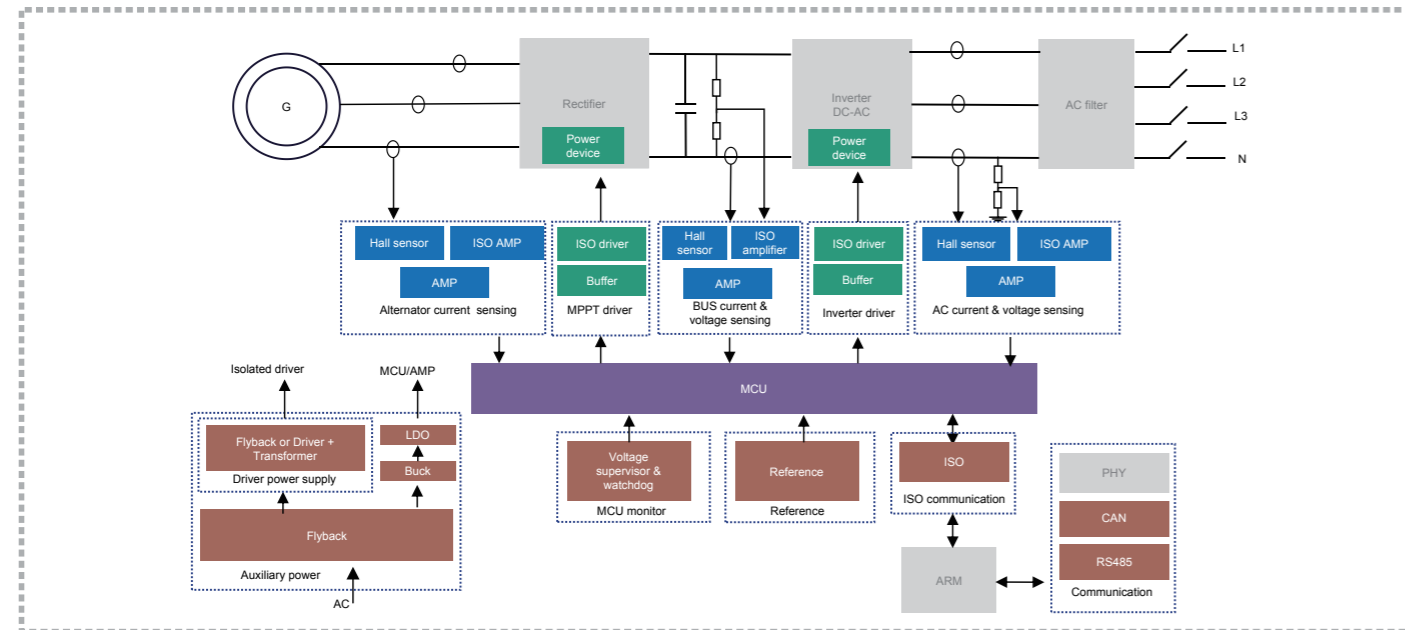 L1
L2
L3
N
G
Rectifier
Power
device
Inverter
DC-AC
Power
device
AC filter
Hall sensor
ISO AMP
AMP
Alternator current sensing
ISO driver
Buffer
MPPT driver
Hall
sensor
ISO
amplifier
AMP
BUS current &
voltage sensing
ISO driver
Buffer
Inverter driver
Hall sensor
ISO AMP
AMP
AC current & voltage sensing
MCU
Isolated driver
MCU/AMP
Flyback or Driver +
Transformer
Driver power supply
LDO
Buck
Flyback
Auxiliary power
AC
Voltage
supervisor &
watchdog
MCU monitor
Reference
Reference
ISO
ISO communication
ARM
PHY
CAN
RS485
Communication